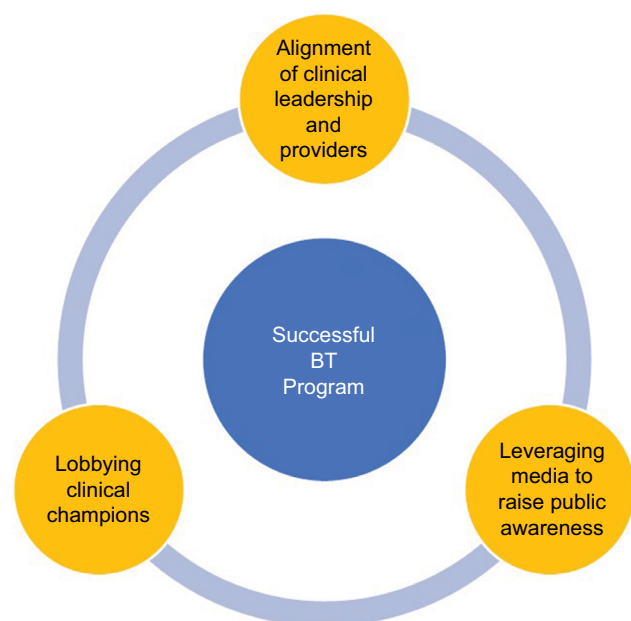 Alignment
of clinical
leadership
and
providers
Successful
BT
Program
Lobbying
clinical
champions
Leveraging
media to
raise public
awareness